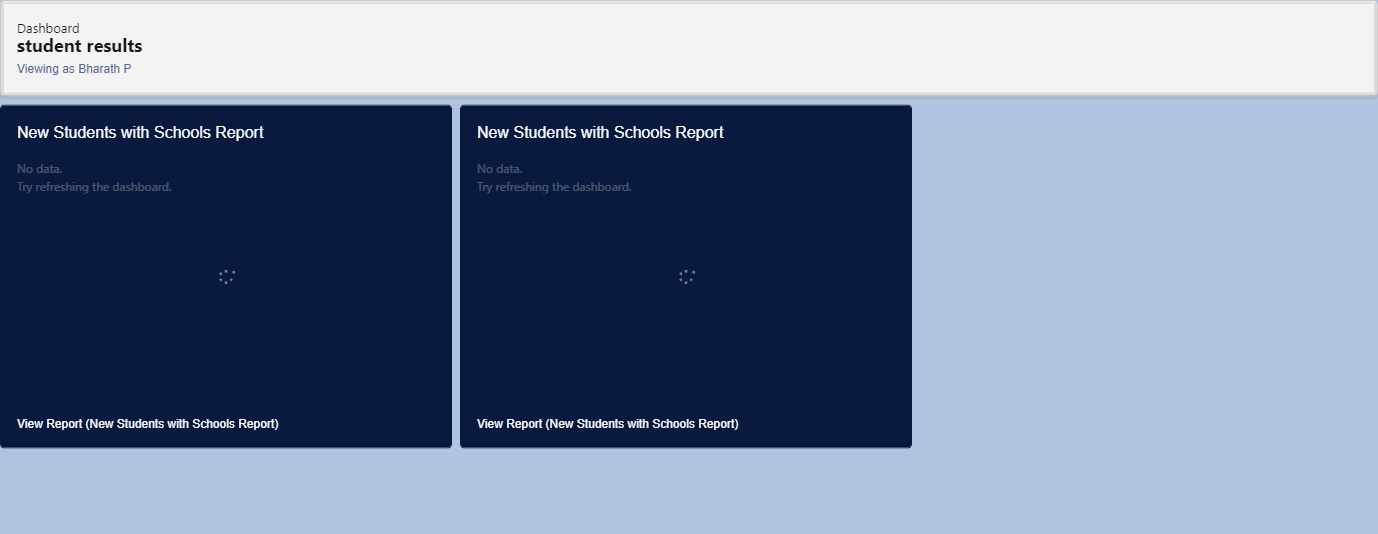 Dashboard
student results
Viewing as Bharath P
New Students with Schools Report
No data.
Try refreshing the dashboard.
View Report (New Students with Schools Report)
New Students with Schools Report
No data.
Try refreshing the dashboard.
View Report (New Students with Schools Report)